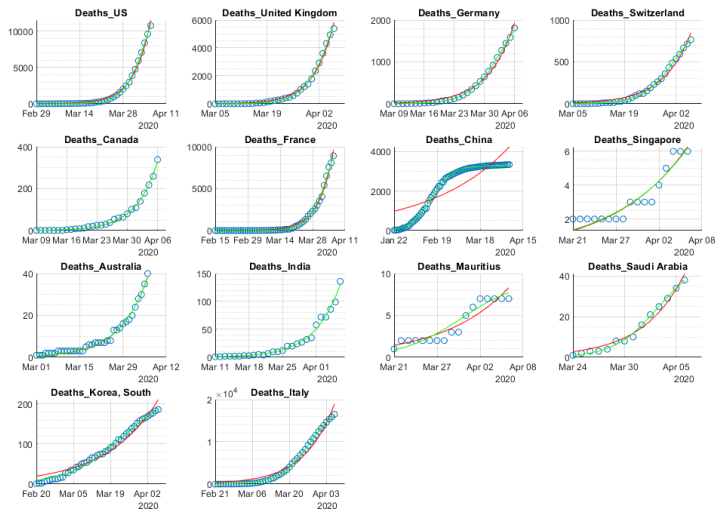 Deaths_US
10000
5000
0
Feb 29 Mar 14 Mar 28 Apr 11
2020
Deaths_United Kingdom
6000
4000
2000
0
Mar 05 Mar 19 Apr 02
2020
Deaths_Germany
2000
1000
0
Mar 09 Mar 16 Mar 23 Mar 30 Apr 06
2020
Deaths_Switzerland
1000
500
0
Mar 05 Mar 19 Apr 02
2020
Deaths_Canada
400
200
0
Mar 09 Mar 16 Mar 23 Mar 30 Apr 06
2020
Deaths_France
10000
5000
0
Feb 15 Feb 29 Mar 14 Mar 28 Apr 11
2020
Deaths_China
4000
2000
0
Jan 22 Feb 19 Mar 18 Apr 15
2020
Deaths_Singapore
6
4
2
Mar 21 Mar 27 Apr 02 Apr 08
2020
Deaths_Australia
40
20
0
Mar 01 Mar 15 Mar 29 Apr 12
2020
Deaths_India
150
100
50
0
Mar 11 Mar 18 Mar 25 Apr 01
2020
Deaths_Mauritius
10
5
0
Mar 21 Mar 27 Apr 02 Apr 08
2020
Deaths_Saudi Arabia
40
20
0
Mar 24 Mar 30 Apr 05
2020
Deaths_Korea, South
200
100
0
Feb 20 Mar 05 Mar 19 Apr 02
2020
Deaths_Italy
× 10⁴
2
1
0
Feb 21 Mar 06 Mar 20 Apr 03
2020